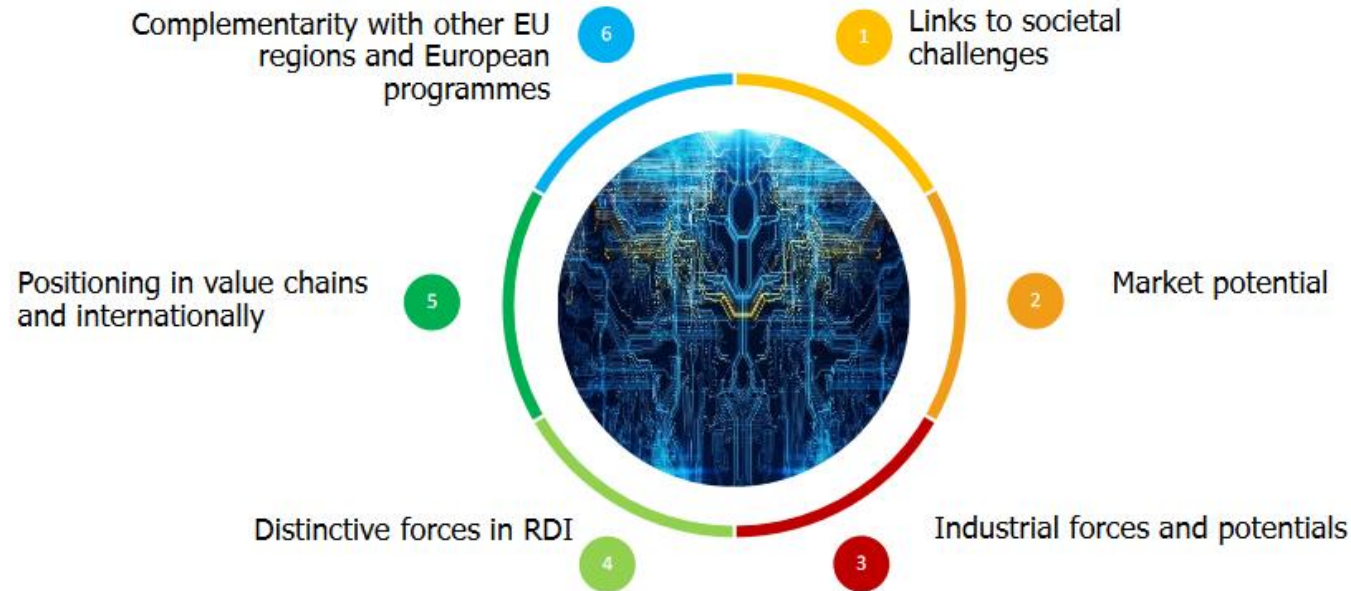 1
Links to societal
challenges
2
Market potential
3
Industrial forces and potentials
4
Distinctive forces in RDI
5
Positioning in value chains
and internationally
6
Complementarity with other EU
regions and European
programmes